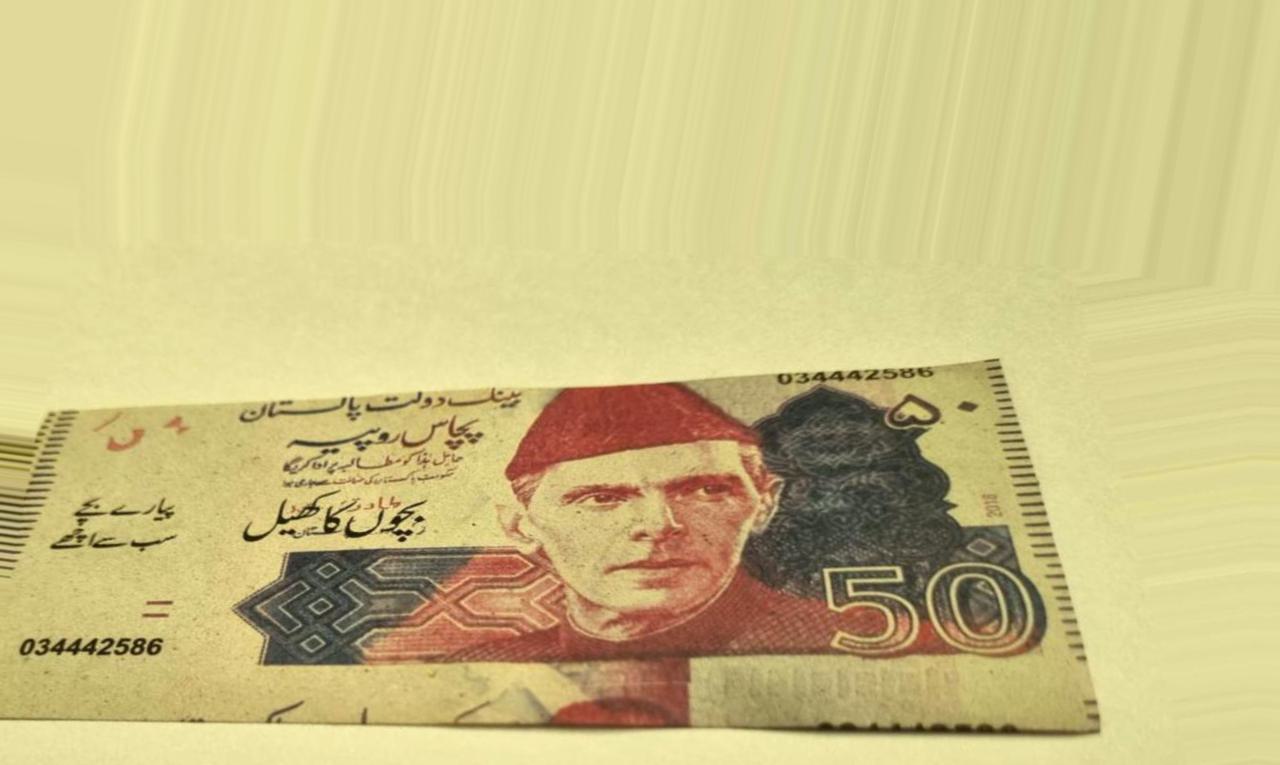 034442586
بینک دولت پاکستان
۵۰
پچاس روپیہ
حامل ہٰذا کو مطالبہ پر ادا کریگا
بچوں کا کھیل
پیارے بچے
سب سے اچھے
2018
50
034442586